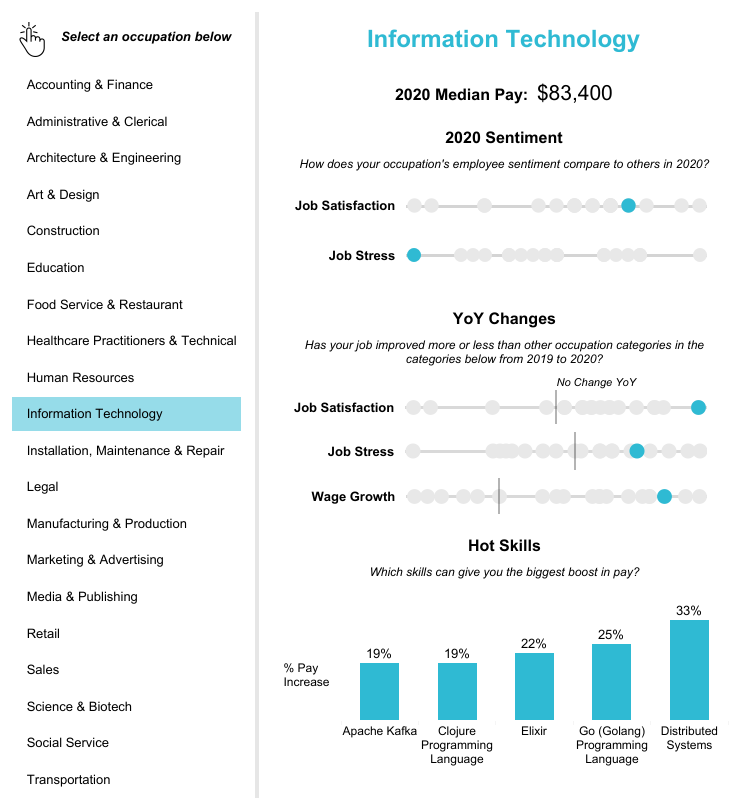 Select an occupation below
Accounting & Finance
Administrative & Clerical
Architecture & Engineering
Art & Design
Construction
Education
Food Service & Restaurant
Healthcare Practitioners & Technical
Human Resources
Information Technology
Installation, Maintenance & Repair
Legal
Manufacturing & Production
Marketing & Advertising
Media & Publishing
Retail
Sales
Science & Biotech
Social Service
Transportation
Information Technology
2020 Median Pay: $83,400
2020 Sentiment
How does your occupation's employee sentiment compare to others in 2020?
Job Satisfaction
Job Stress
YoY Changes
Has your job improved more or less than other occupation categories in the
categories below from 2019 to 2020?
No Change YoY
Job Satisfaction
Job Stress
Wage Growth
Hot Skills
Which skills can give you the biggest boost in pay?
% Pay
Increase
19%
19%
22%
25%
33%
Apache Kafka
Clojure
Programming
Language
Elixir
Go (Golang)
Programming
Language
Distributed
Systems